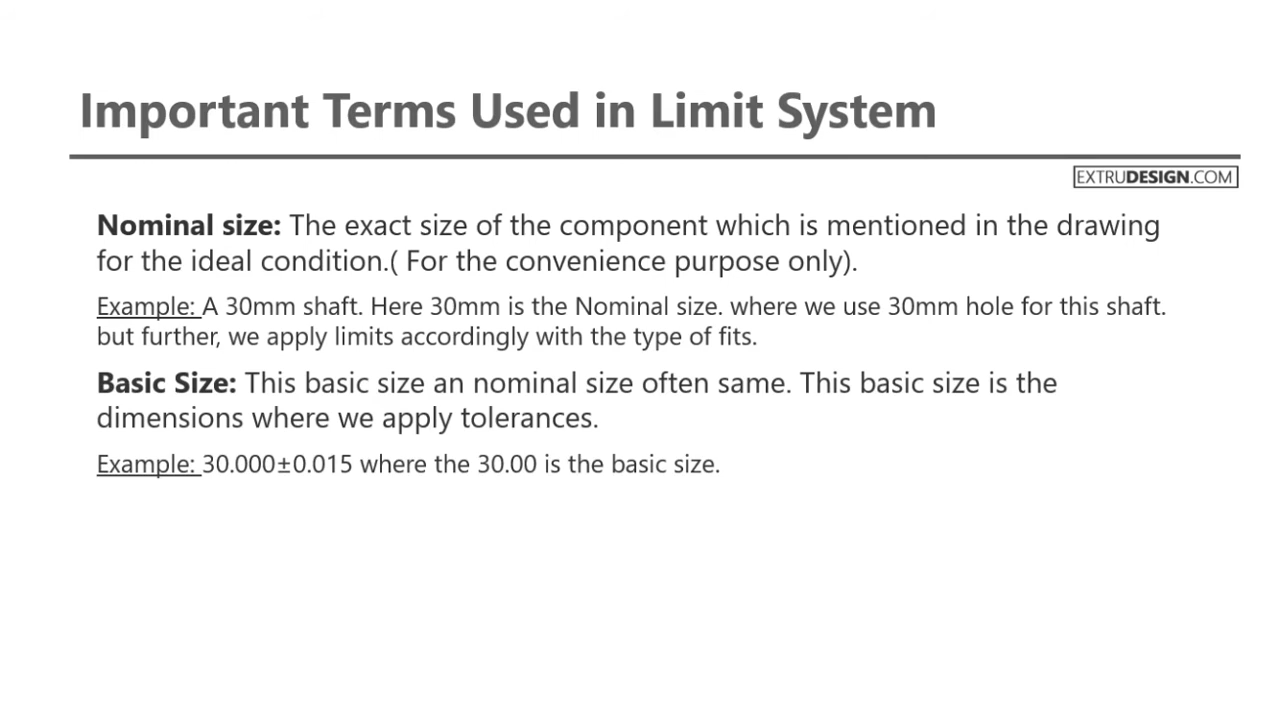 Important Terms Used in Limit System
EXTRUDESIGN.COM
Nominal size: The exact size of the component which is mentioned in the drawing
for the ideal condition.( For the convenience purpose only).
Example: A 30mm shaft. Here 30mm is the Nominal size. where we use 30mm hole for this shaft.
but further, we apply limits accordingly with the type of fits.
Basic Size: This basic size an nominal size often same. This basic size is the
dimensions where we apply tolerances.
Example: 30.000±0.015 where the 30.00 is the basic size.